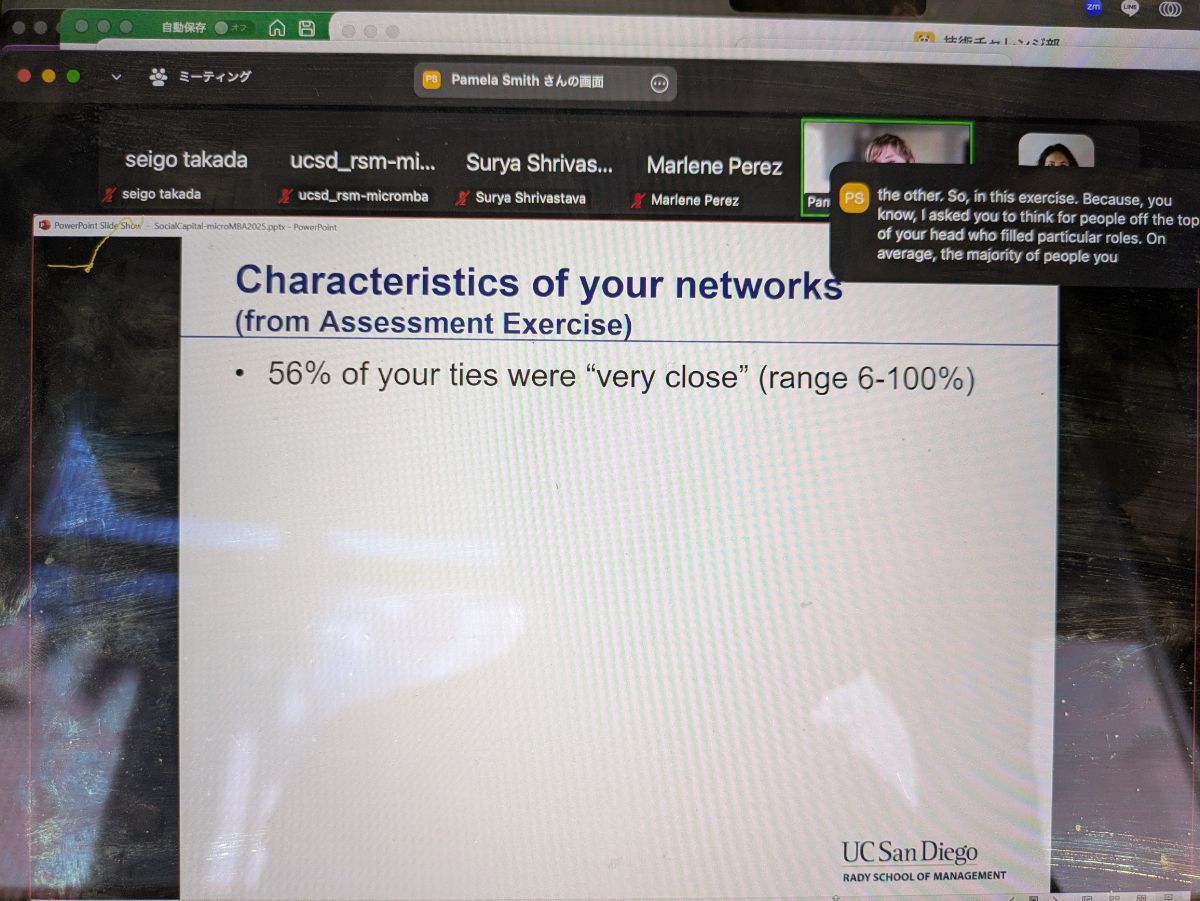 自動保存 オフ
zm
LINE
ミーティング
PS Pamela Smith さんの画面
seigo takada
ucsd_rsm-mi...
Surya Shrivas...
Marlene Perez
seigo takada
ucsd_rsm-micromba
Surya Shrivastava
Marlene Perez
PS
the other. So, in this exercise. Because, you
know, I asked you to think for people off the top
of your head who filled particular roles. On
average, the majority of people you
PowerPoint Slide Show - SocialCapital-microMBA2025.pptx - PowerPoint
Characteristics of your networks
(from Assessment Exercise)
• 56% of your ties were “very close” (range 6-100%)
UC San Diego
RADY SCHOOL OF MANAGEMENT